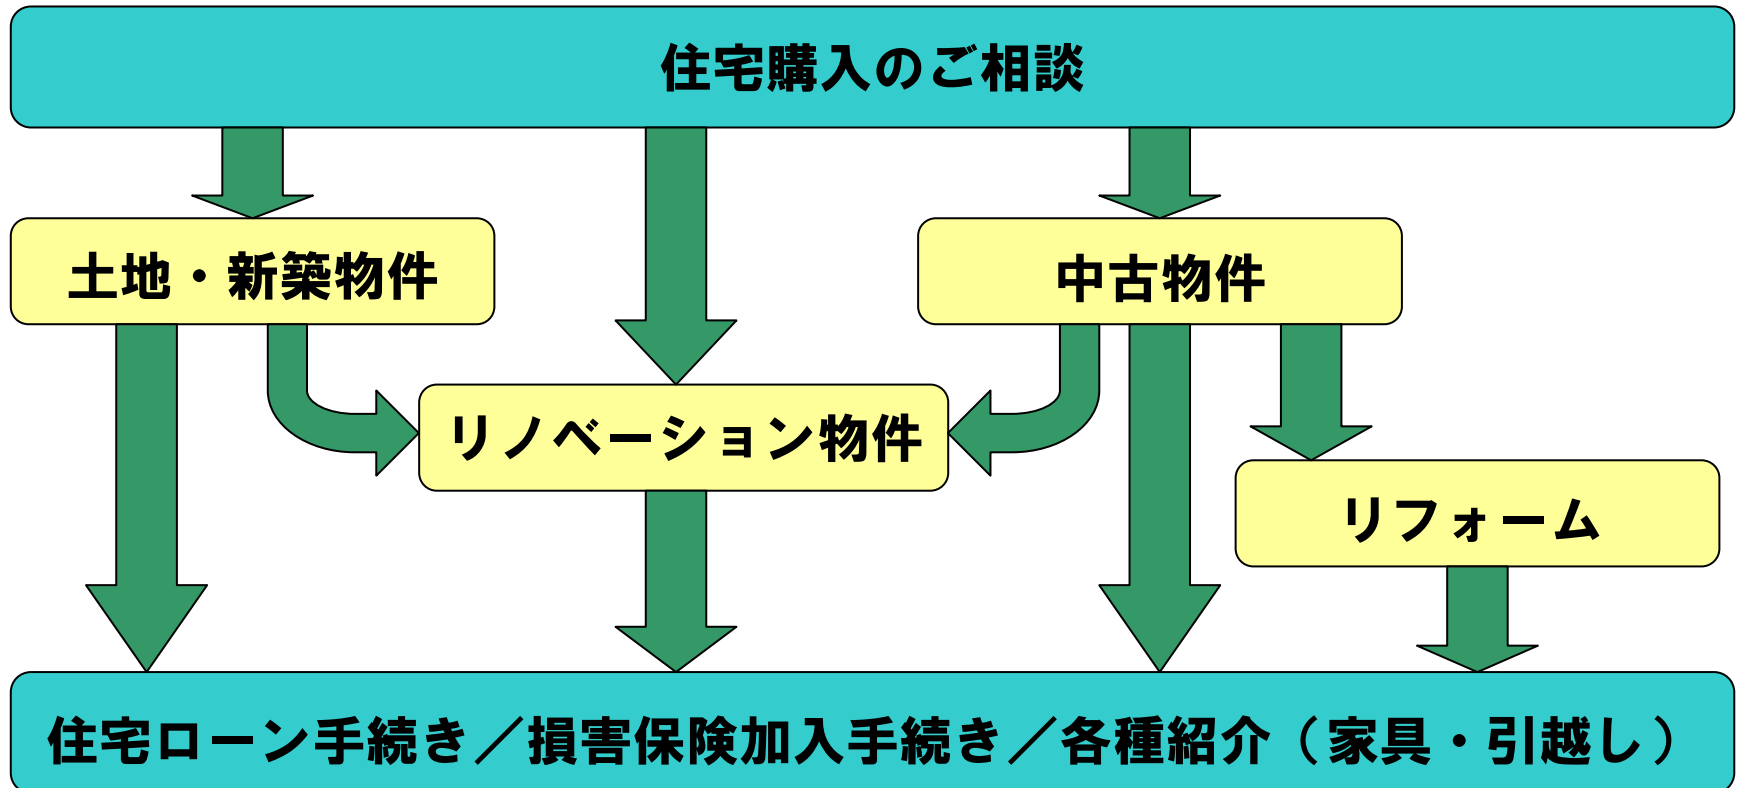 住宅購入のご相談
土地・新築物件
中古物件
リノベーション物件
リフォーム
住宅ローン手続き／損害保険加入手続き／各種紹介（家具・引越し）